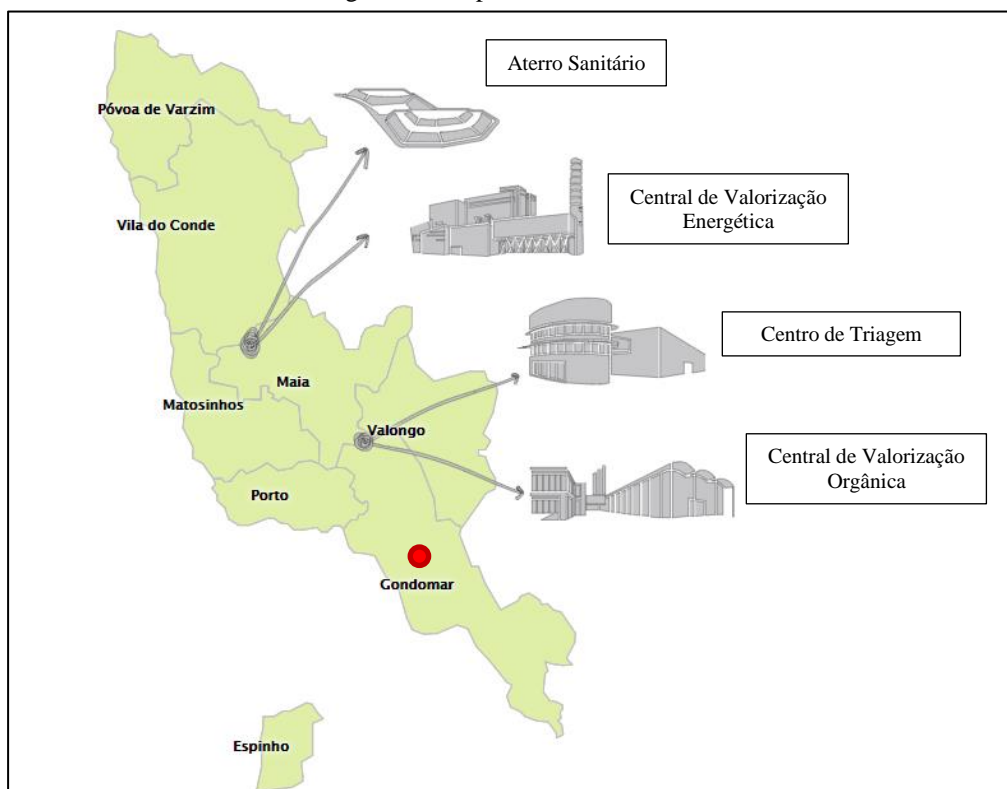 Aterro Sanitário
Póvoa de Varzim
Central de Valorização
Energética
Vila do Conde
Centro de Triagem
Maia
Matosinhos
Valongo
Central de Valorização
Orgânica
Porto
Gondomar
Espinho